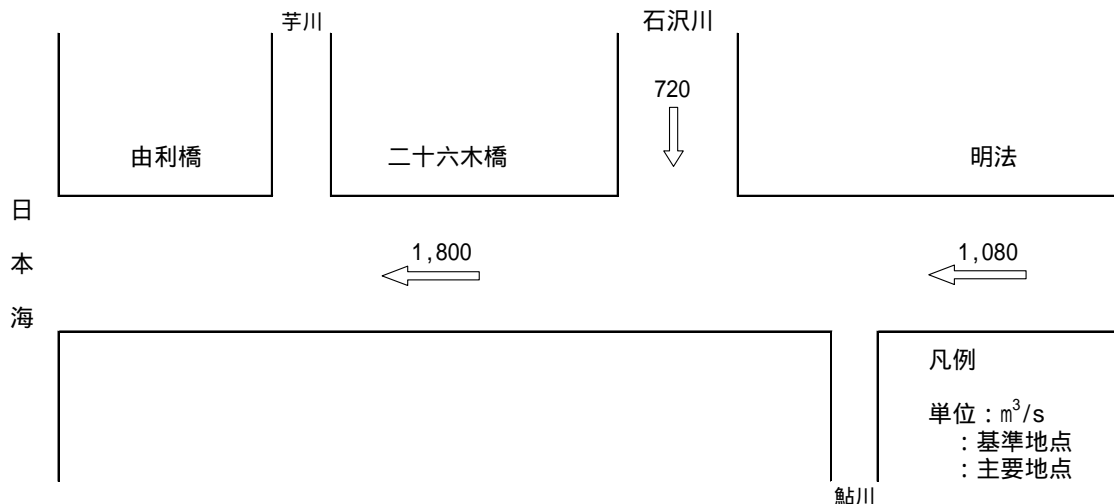 芋川
石沢川
720
由利橋
二十六木橋
明法
日本海
1,800
1,080
凡例
単位：m³/s
：基準地点
：主要地点
鮎川